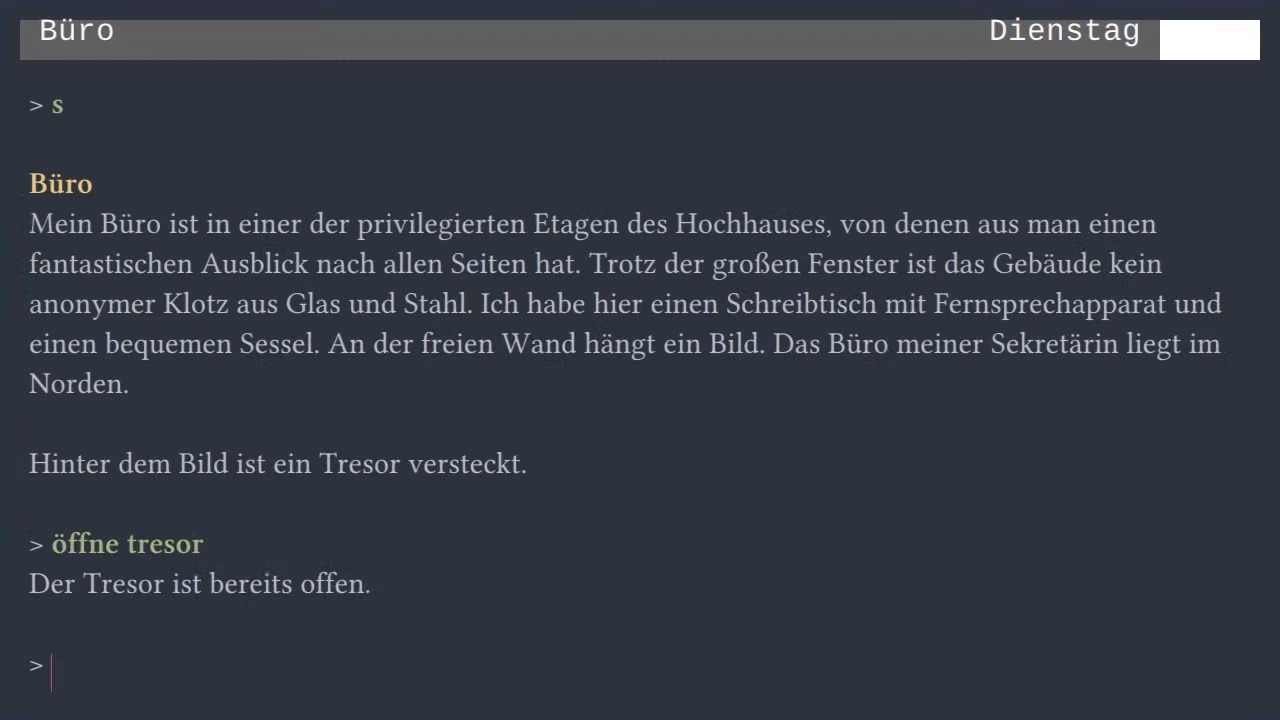 Büro Dienstag
> s
Büro
Mein Büro ist in einer der privilegierten Etagen des Hochhauses, von denen aus man einen
fantastischen Ausblick nach allen Seiten hat. Trotz der großen Fenster ist das Gebäude kein
anonymer Klotz aus Glas und Stahl. Ich habe hier einen Schreibtisch mit Fernsprechapparat und
einen bequemen Sessel. An der freien Wand hängt ein Bild. Das Büro meiner Sekretärin liegt im
Norden.
Hinter dem Bild ist ein Tresor versteckt.
> öffne tresor
Der Tresor ist bereits offen.
>